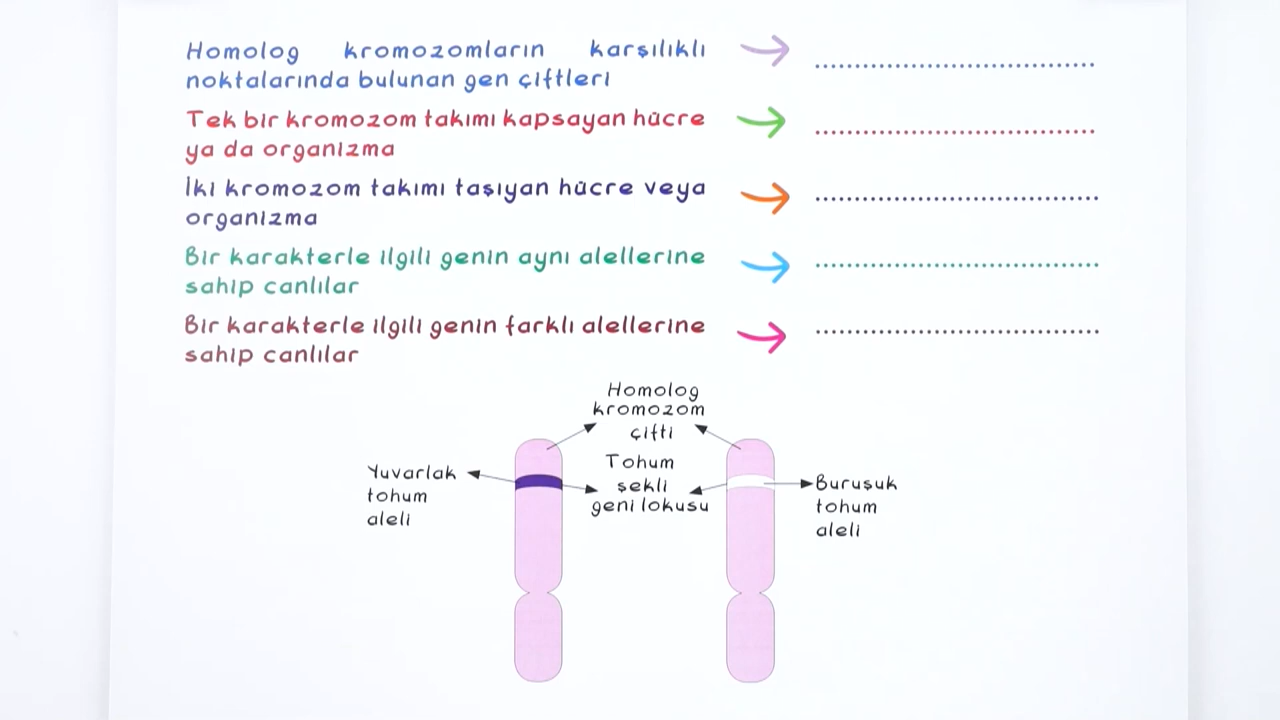 Homolog kromozomların karşılıklı
noktalarında bulunan gen çiftleri
Tek bir kromozom takımı kapsayan hücre
ya da organizma
İki kromozom takımı taşıyan hücre veya
organizma
Bir karakterle ilgili genin aynı alellerine
sahip canlılar
Bir karakterle ilgili genin farklı alellerine
sahip canlılar
Homolog
kromozom
çifti
Yuvarlak
tohum
aleli
Tohum
şekli
geni lokusu
Buruşuk
tohum
aleli